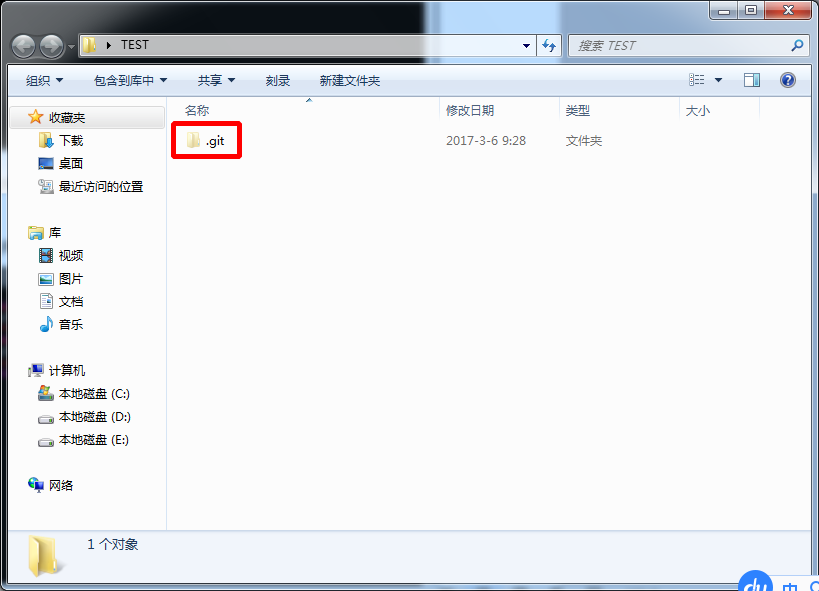 TEST
搜索 TEST
组织 包含到库中 共享 刻录 新建文件夹
收藏夹
下载
桌面
最近访问的位置
库
视频
图片
文档
音乐
计算机
本地磁盘 (C:)
本地磁盘 (D:)
本地磁盘 (E:)
网络
名称 修改日期 类型 大小
.git 2017-3-6 9:28 文件夹
1 个对象
du 中